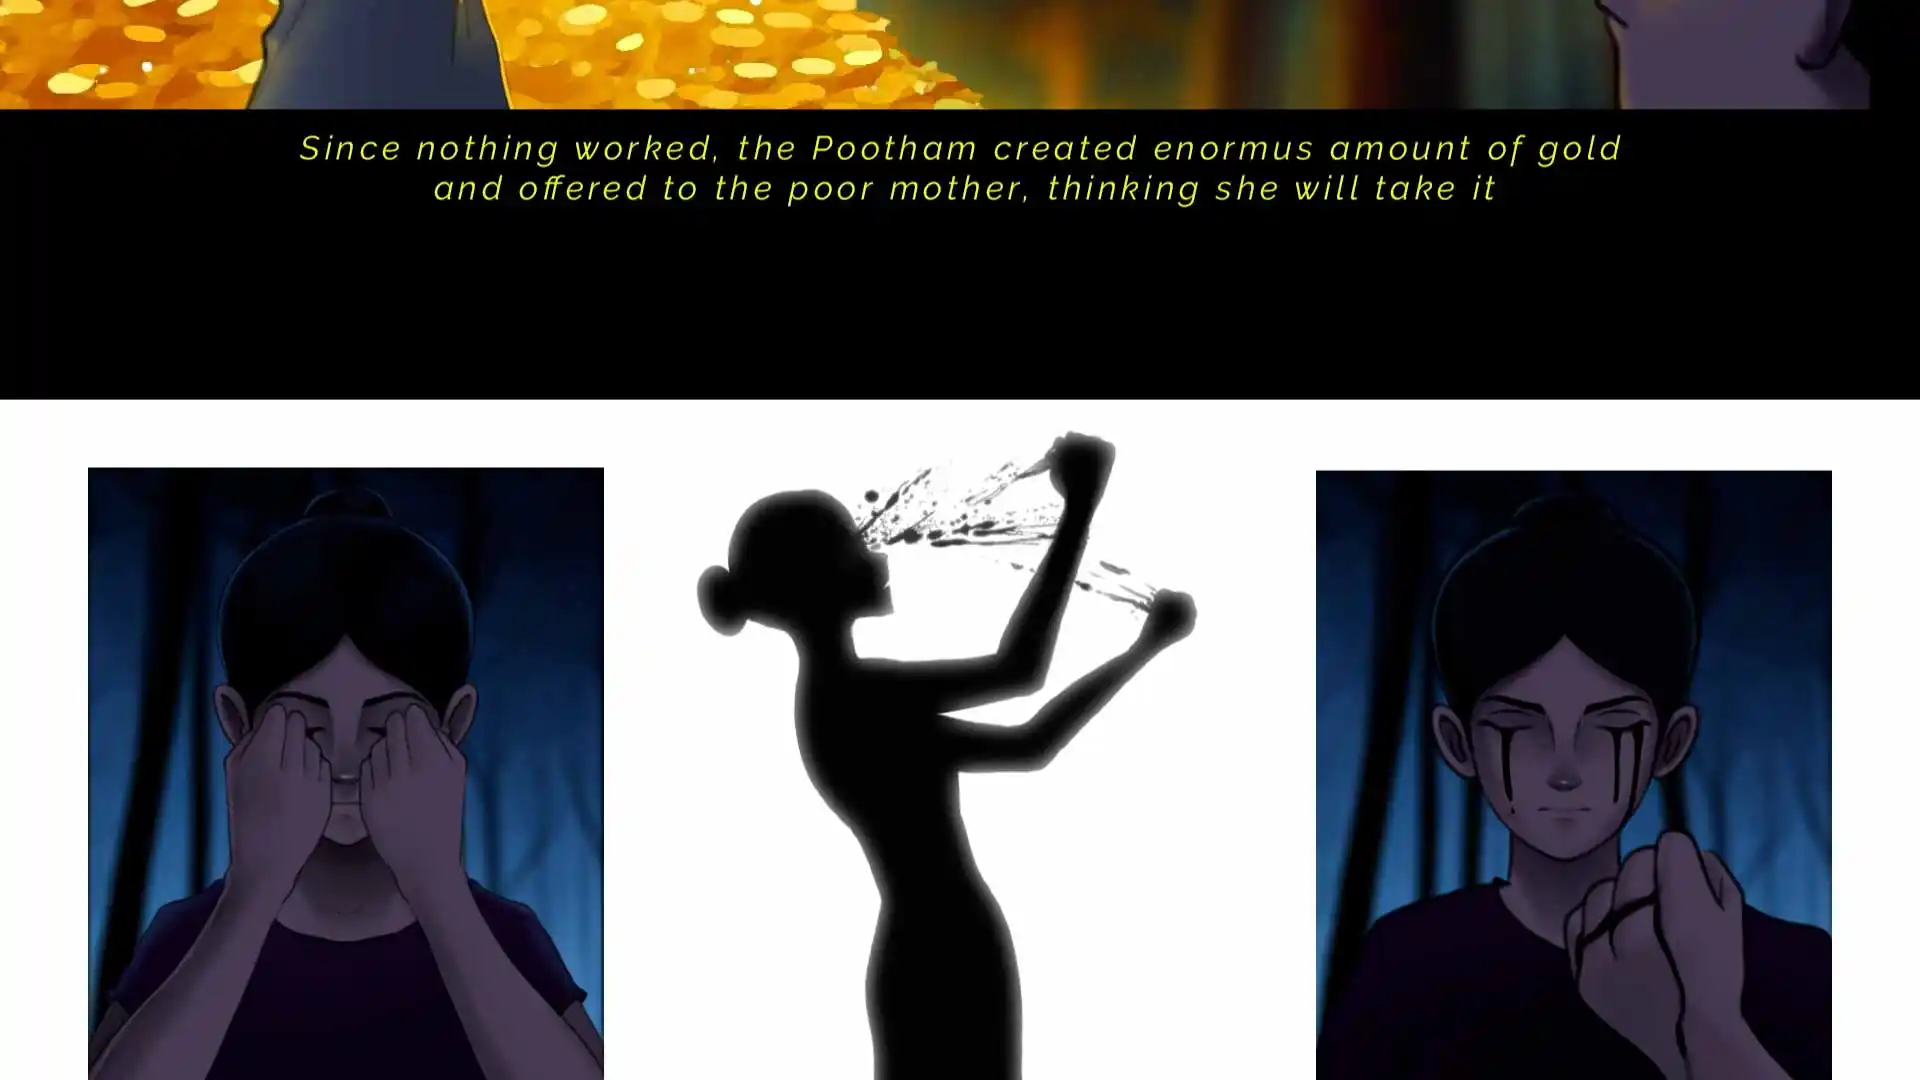 Since nothing worked, the Pootham created enormus amount of gold
and offered to the poor mother, thinking she will take it